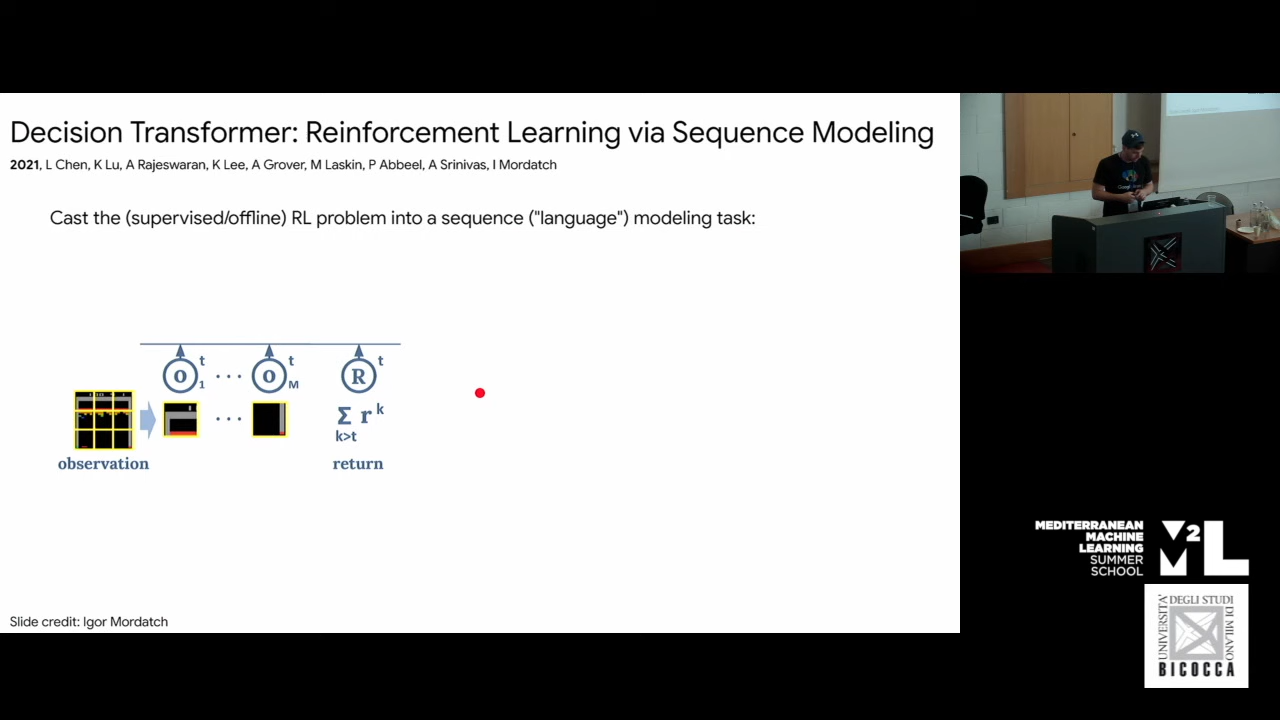 Decision Transformer: Reinforcement Learning via Sequence Modeling
2021, L Chen, K Lu, A Rajeswaran, K Lee, A Grover, M Laskin, P Abbeel, A Srinivas, I Mordatch
Cast the (supervised/offline) RL problem into a sequence ("language") modeling task:
o t 1 ··· o t M R t
··· Σ r k
k>t
observation return
Slide credit: Igor Mordatch
MEDITERRANEAN
MACHINE
LEARNING
SUMMER
SCHOOL
M2L
UNIVERSITA'
DEGLI STUDI
DI MILANO
BICOCCA